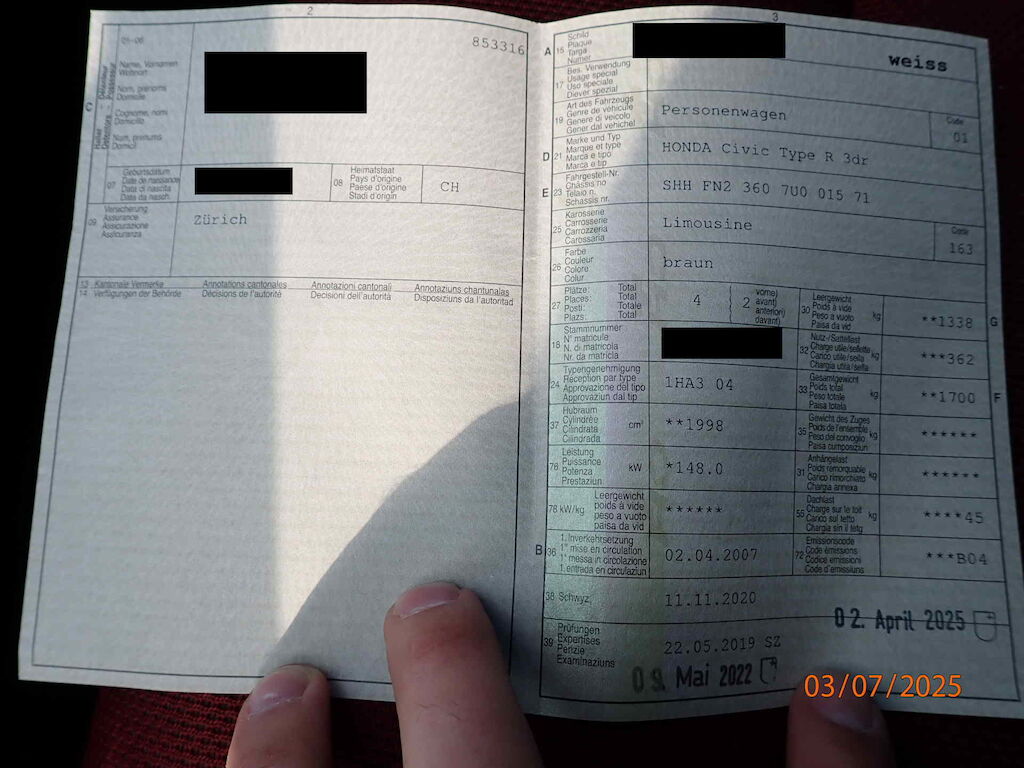 2
853316
01-06
C
Halter
Détenteur
Detentore
Possessur
Name, Vornamen
Wohnort
Nom, prénoms
Domicile
Cognome, nomi
Domicilio
Num, prenums
Domicil
07
Geburtsdatum
Date de naissance
Data di nascita
Data da nasch.
08
Heimatstaat
Pays d'origine
Paese d'origine
Stadi d'origin
CH
09
Versicherung
Assurance
Assicurazione
Assicuranza
Zürich
13 Kantonale Vermerke Annotations cantonales Annotazioni cantonali Annotaziuns chantunalas
14 Verfügungen der Behörde Décisions de l'autorité Decisioni dell'autorità Disposiziuns da l'autoritad
3
A 15
Schild
Plaque
Targa
Numer
weiss
17
Bes. Verwendung
Usage spécial
Uso speciale
Diever spezial
19
Art des Fahrzeugs
Genre de véhicule
Genere di veicolo
Gener dal vehichel
Personenwagen
Code
01
D 21
Marke und Typ
Marque et type
Marca e tipo
Marca e tip
HONDA Civic Type R 3dr
E 23
Fahrgestell-Nr.
Châssis no
Telaio n.
Schassis nr.
SHH FN2 360 7U0 015 71
25
Karosserie
Carrosserie
Carrozzeria
Carossaria
Limousine
Code
163
26
Farbe
Couleur
Colore
Colur
braun
27
Plätze: Total
Places: Total
Posti: Totale
Plazs: Total
4
2
vorne)
avant)
anteriori)
davant)
30
Leergewicht
Poids à vide
Peso a vuoto
Paisa da vid
kg
**1338
G
18
Stammnummer
N° matricule
N. di matricola
Nr. da matricla
32
Nutz-/Sattellast
Charge utile/sellette
Carico utile/sella
Chargia utila/sella
kg
***362
24
Typengenehmigung
Réception par type
Approvazione del tipo
Approvaziun dal tip
1HA3 04
33
Gesamtgewicht
Poids total
Peso totale
Paisa totala
kg
**1700
F
37
Hubraum
Cylindrée
Cilindrata
Cilindrada
cm³
**1998
35
Gewicht des Zuges
Poids de l'ensemble
Peso del convoglio
Paisa cumposiziun
kg
******
76
Leistung
Puissance
Potenza
Prestaziun
kW
*148.0
31
Anhängelast
Poids remorquable
Carico rimorchiato
Chargia annexa
kg
******
78 kW/kg
Leergewicht
poids à vide
peso a vuoto
paisa da vid
******
55
Dachlast
Charge sur le toit
Carico sul tetto
Chargia sin il tetg
kg
****45
B 36
1. Inverkehrsetzung
1re mise en circulation
1a messa in circolazione
1. entrada en circulaziun
02.04.2007
72
Emissionscode
Code émissions
Codice emissioni
Code d'emissiuns
***B04
38 Schwyz,
11.11.2020
02. April 2025
39
Prüfungen
Expertises
Perizie
Examinaziuns
22.05.2019 SZ
09. Mai 2022
03/07/2025